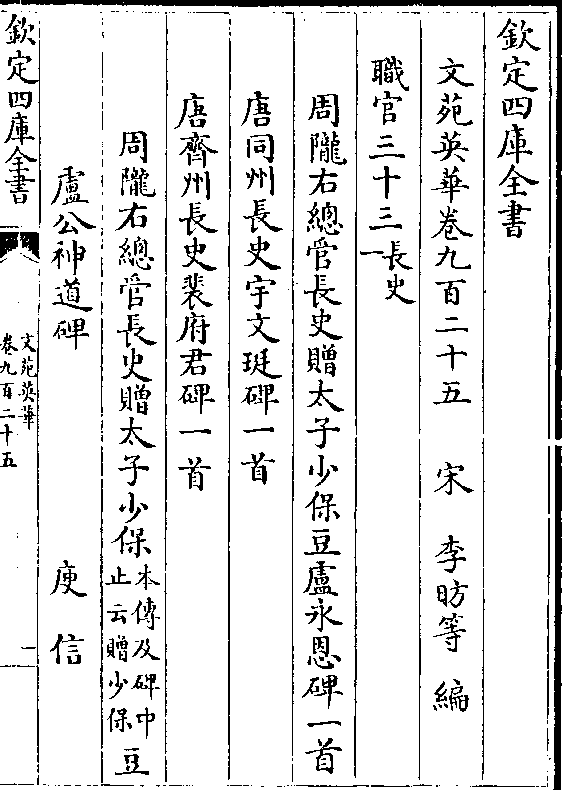 欽定四庫全書
文苑英華卷九百二十五 宋 李昉等 編
職官三十三
長史一
周隴右總管長史贈太子少保豆盧永恩碑一首
唐同州長史宇文珽碑一首
唐齊州長史裴府君碑一首
周隴右總管長史贈太子少保
本傳及碑中
止云贈少保
豆
盧公神道碑 庾信
欽定四庫全書
文苑英華
卷九百二十五
一